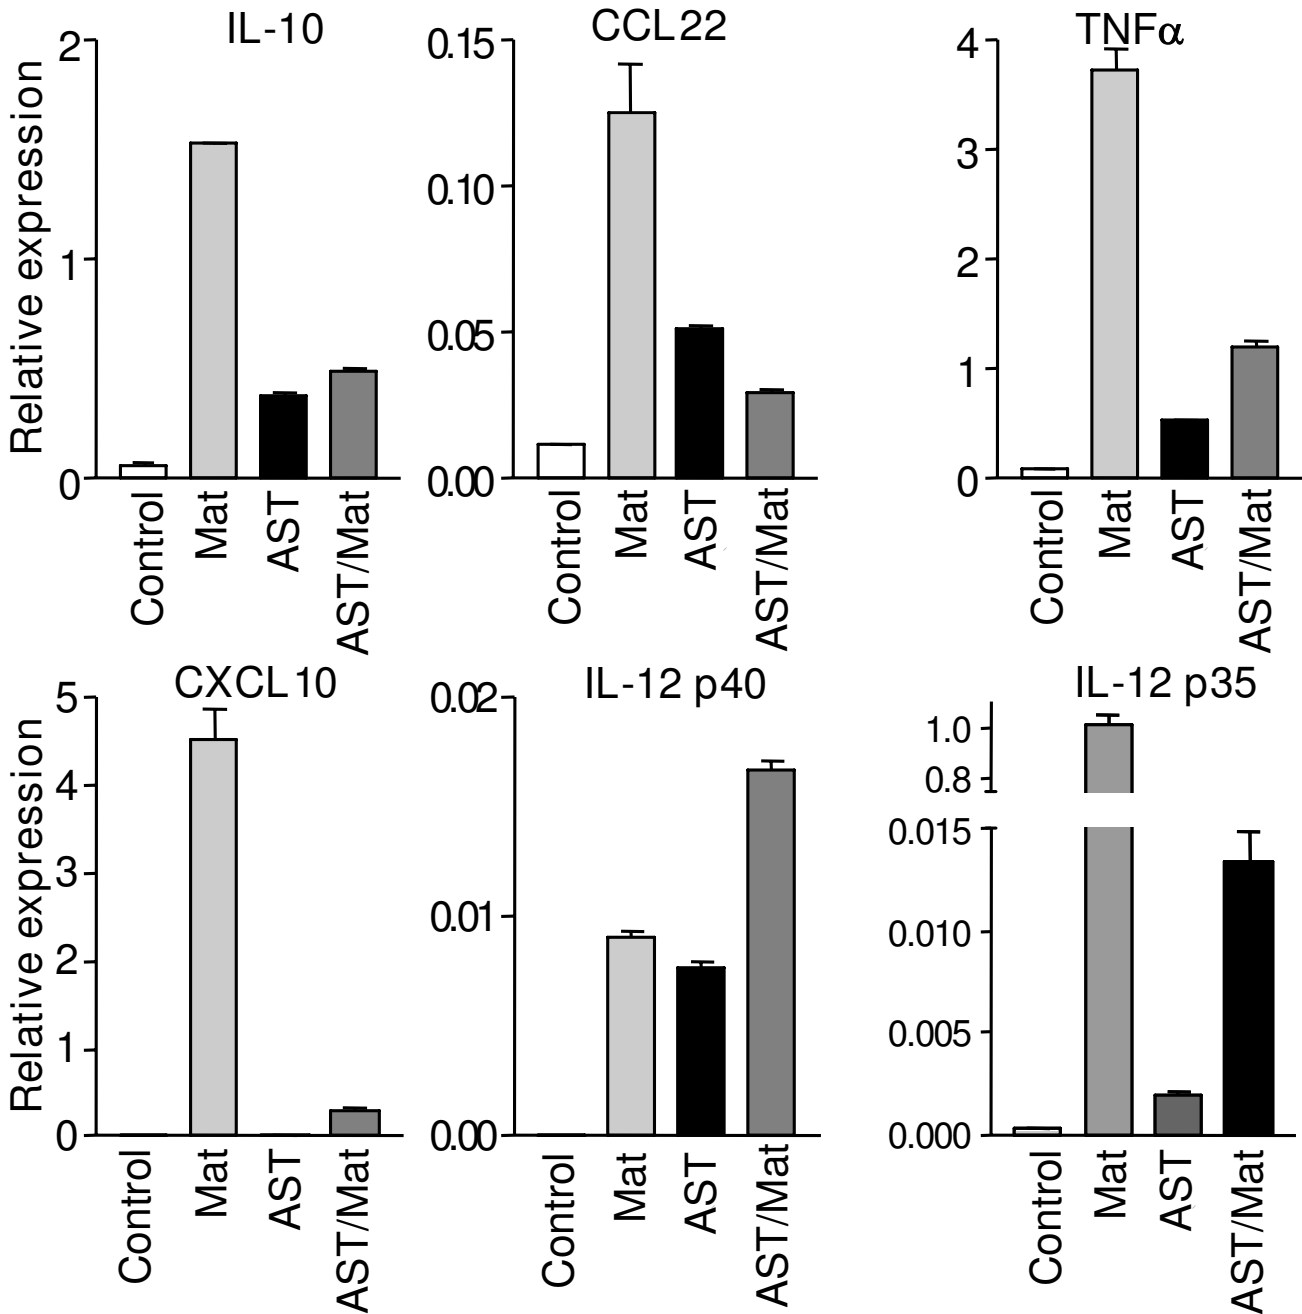 IL-10
CCL22
TNFα
Relative expression
2
1
0
0.15
0.10
0.05
0.00
4
3
2
1
0
Control
Mat
AST
AST/Mat
Control
Mat
AST
AST/Mat
Control
Mat
AST
AST/Mat
CXCL10
IL-12 p40
IL-12 p35
Relative expression
5
4
3
2
1
0
0.02
0.01
0.00
1.0
0.8
0.015
0.010
0.005
0.000
Control
Mat
AST
AST/Mat
Control
Mat
AST
AST/Mat
Control
Mat
AST
AST/Mat